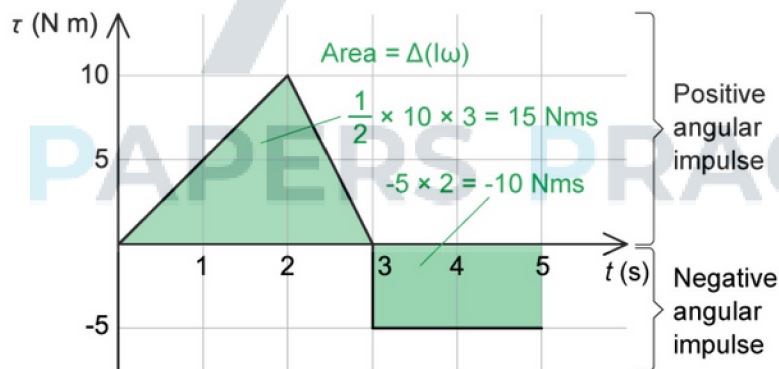 τ (N m)
Area = Δ(Iω)
10
1/2 × 10 × 3 = 15 Nms
Positive
angular
impulse
5
PAPERS PRAC
-5 × 2 = -10 Nms
1 2 3 4 5 t (s)
Negative
angular
impulse
-5